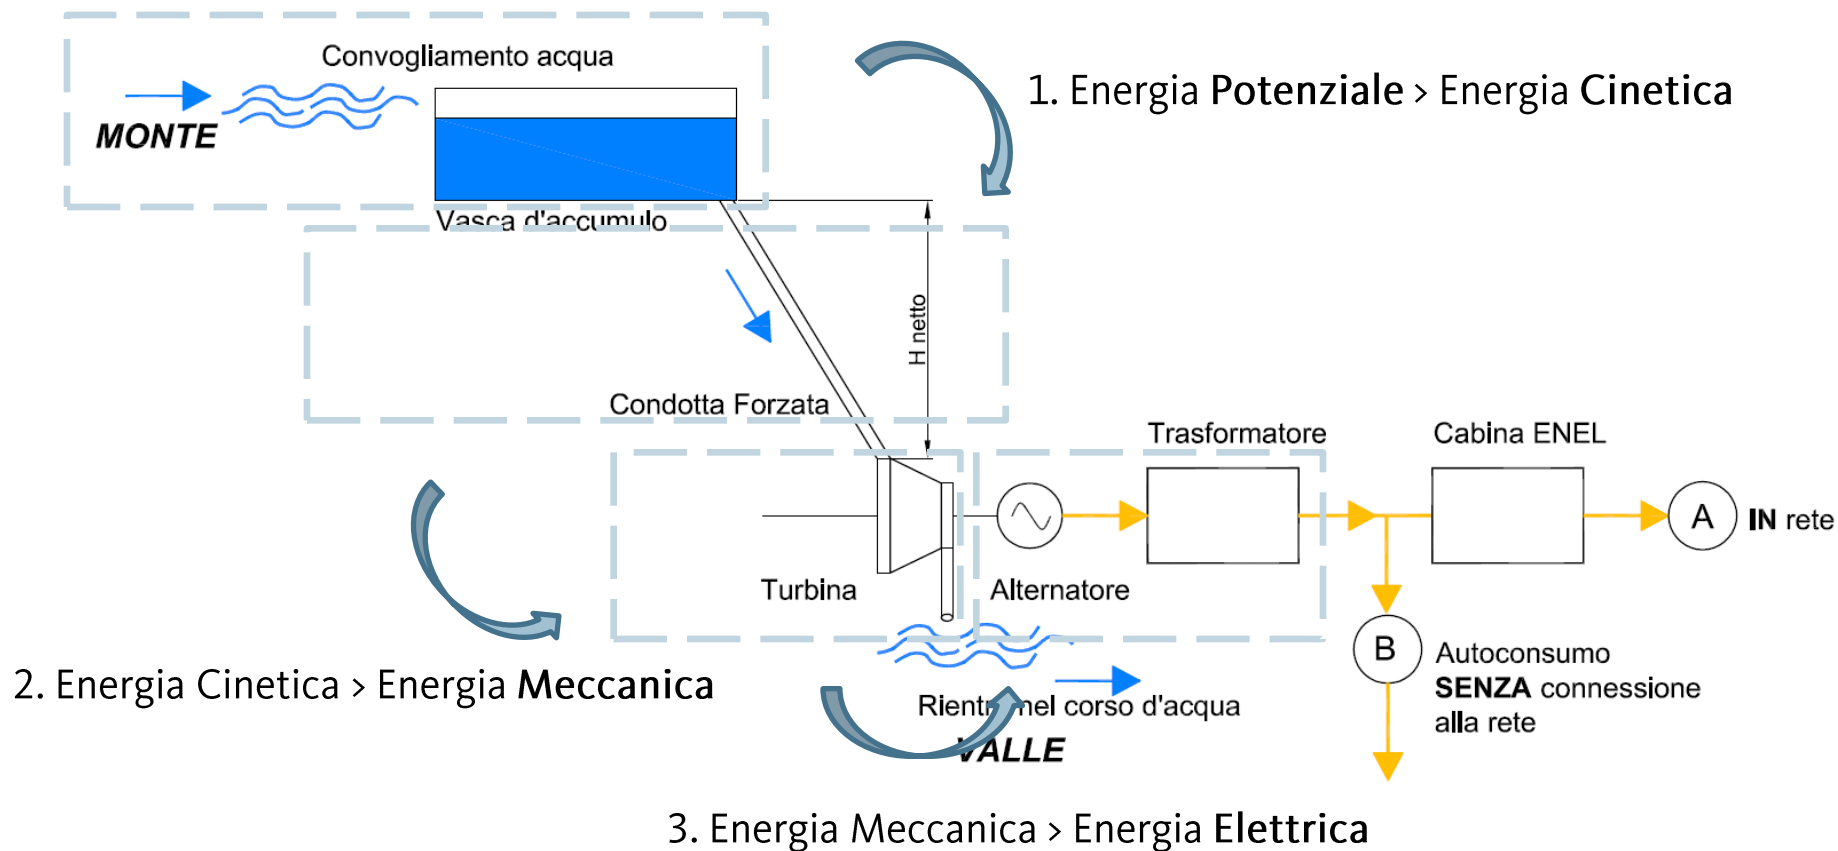 Convogliamento acqua
1. Energia Potenziale > Energia Cinetica
MONTE
Vasca d'accumulo
H netto
Condotta Forzata
Trasformatore
Cabina ENEL
A
IN rete
Turbina
Alternatore
B
Autoconsumo
SENZA connessione
alla rete
2. Energia Cinetica > Energia Meccanica
Rientro nel corso d'acqua
VALLE
3. Energia Meccanica > Energia Elettrica